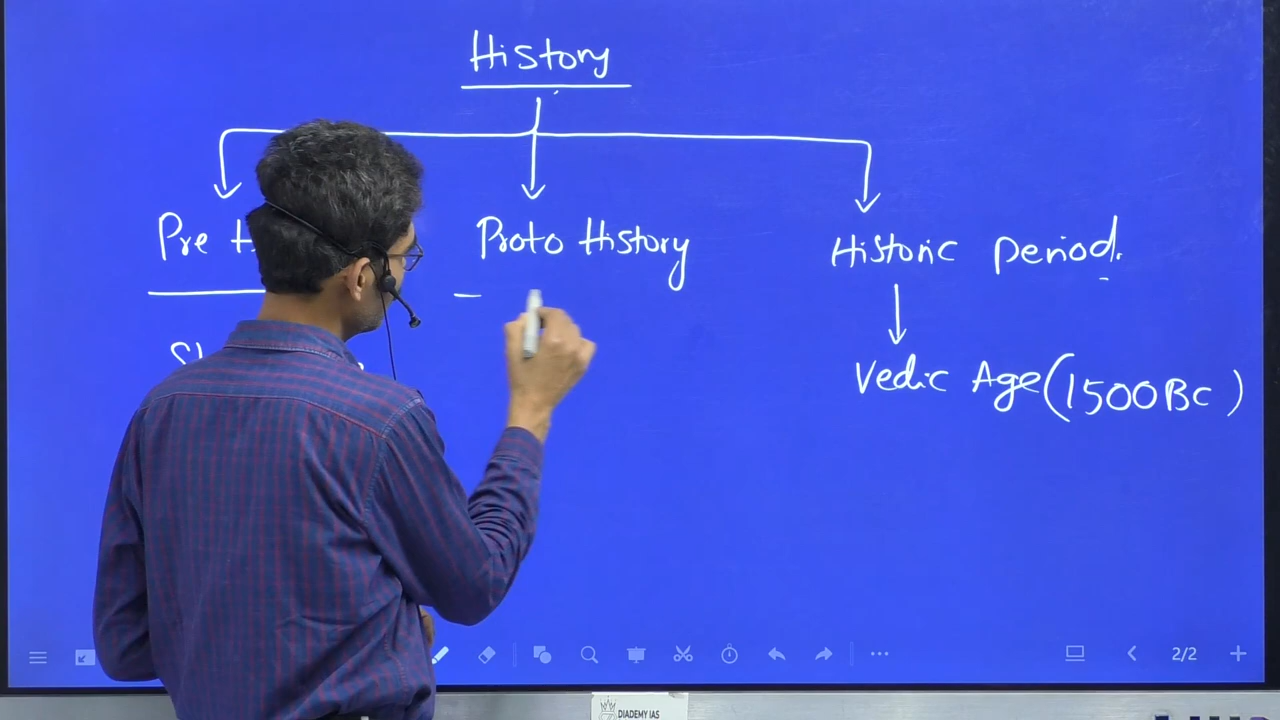 History
Pre
Proto History
Historic Period.
Vedic Age (1500 BC)
2/2
DIADEMY IAS